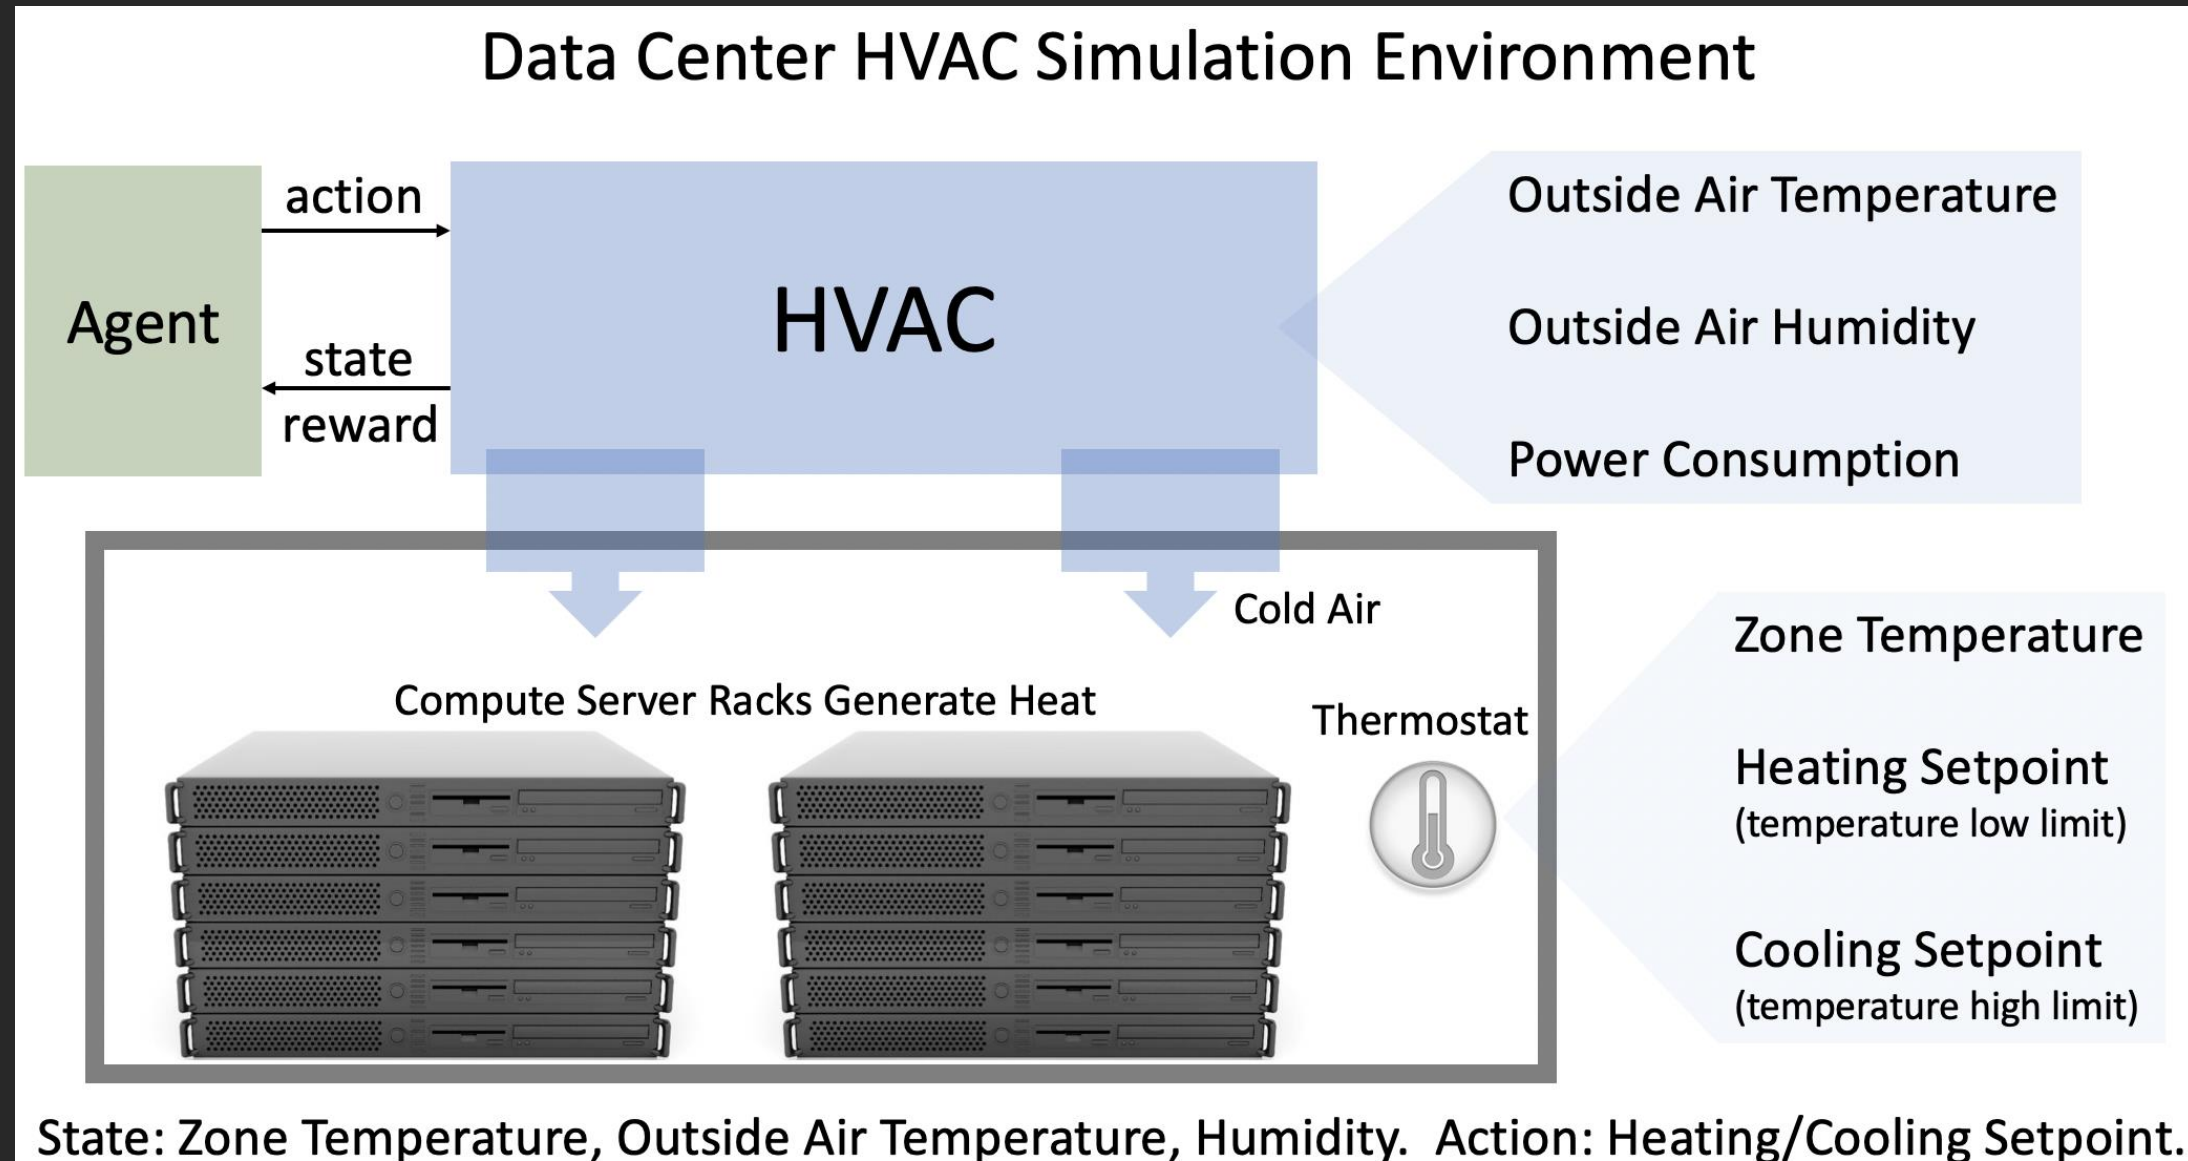 Data Center HVAC Simulation Environment
action
Agent
state
reward
HVAC
Outside Air Temperature
Outside Air Humidity
Power Consumption
Cold Air
Compute Server Racks Generate Heat
Thermostat
Zone Temperature
Heating Setpoint
(temperature low limit)
Cooling Setpoint
(temperature high limit)
State: Zone Temperature, Outside Air Temperature, Humidity. Action: Heating/Cooling Setpoint.